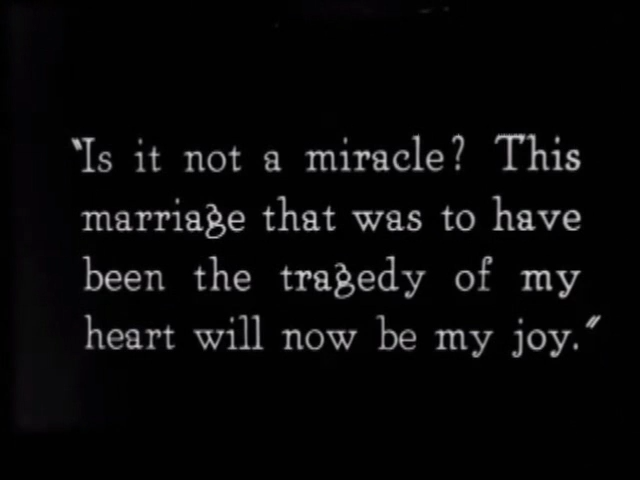 "Is it not a miracle? This
marriage that was to have
been the tragedy of my
heart will now be my joy."